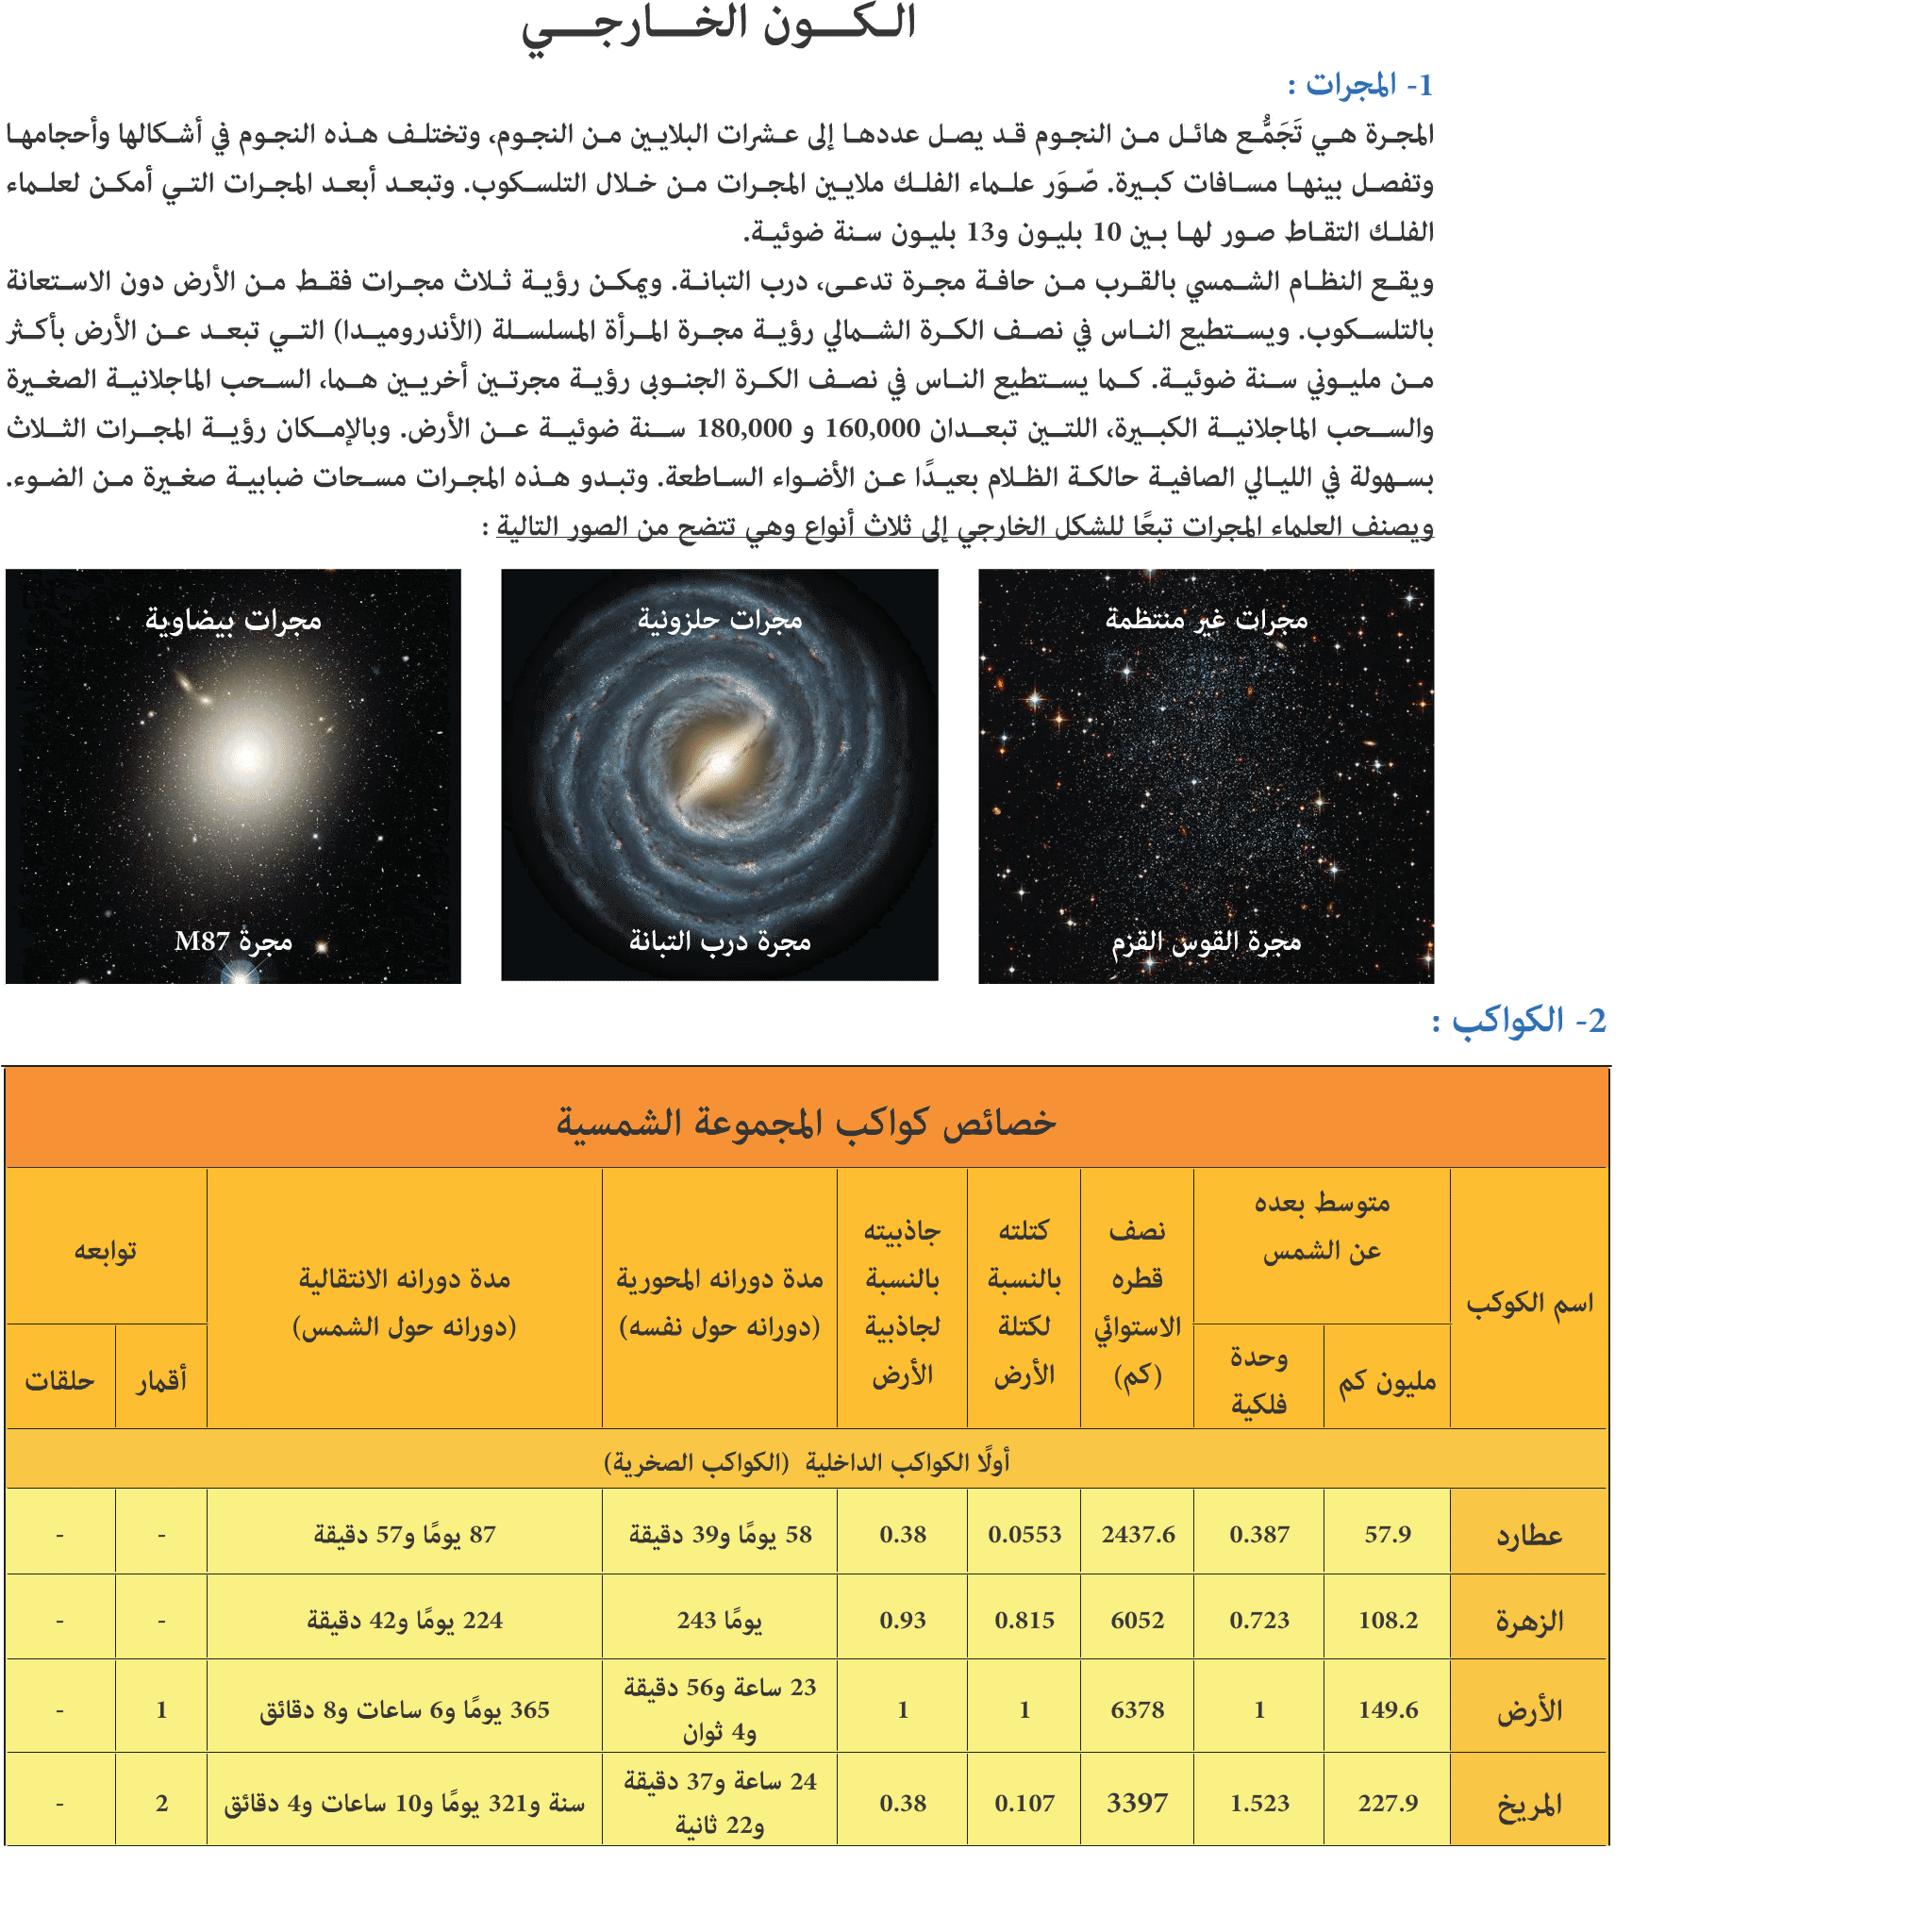 الكون الخارجي
1- المجرات :
المجرة هي تَجَمُّع هائل من النجوم قد يصل عددها إلى عشرات البلايين من النجوم، وتختلف هذه النجوم في أشكالها وأحجامها
وتفصل بينها مسافات كبيرة. صّوَر علماء الفلك ملايين المجرات من خلال التلسكوب. وتبعد أبعد المجرات التي أمكن لعلماء
الفلك التقاط صور لها بين 10 بليون و13 بليون سنة ضوئية.
ويقع النظام الشمسي بالقرب من حافة مجرة تدعى، درب التبانة. ويمكن رؤية ثلاث مجرات فقط من الأرض دون الاستعانة
بالتلسكوب. ويستطيع الناس في نصف الكرة الشمالي رؤية مجرة المرأة المسلسلة (الأندروميدا) التي تبعد عن الأرض بأكثر
من مليوني سنة ضوئية. كما يستطيع الناس في نصف الكرة الجنوبى رؤية مجرتين أخريين هما، السحب الماجلانية الصغيرة
والسحب الماجلانية الكبيرة، اللتين تبعدان 160,000 و 180,000 سنة ضوئية عن الأرض. وبالإمكان رؤية المجرات الثلاث
بسهولة في الليالي الصافية حالكة الظلام بعيدًا عن الأضواء الساطعة. وتبدو هذه المجرات مسحات ضبابية صغيرة من الضوء.
ويصنف العلماء المجرات تبعًا للشكل الخارجي إلى ثلاث أنواع وهي تتضح من الصور التالية :
مجرات غير منتظمة
مجرة القوس القزم
مجرات حلزونية
مجرة درب التبانة
مجرات بيضاوية
مجرة M87
2- الكواكب :
خصائص كواكب المجموعة الشمسية
اسم الكوكب
متوسط بعده
عن الشمس
مليون كم
وحدة
فلكية
نصف
قطره
الاستوائي
(كم)
كتلته
بالنسبة
لكتلة
الأرض
جاذبيته
بالنسبة
لجاذبية
الأرض
مدة دورانه المحورية
(دورانه حول نفسه)
مدة دورانه الانتقالية
(دورانه حول الشمس)
توابعه
أقمار
حلقات
أولًا الكواكب الداخلية (الكواكب الصخرية)
عطارد 57.9 0.387 2437.6 0.0553 0.38 58 يومًا و39 دقيقة 87 يومًا و57 دقيقة - -
الزهرة 108.2 0.723 6052 0.815 0.93 يومًا 243 224 يومًا و42 دقيقة - -
الأرض 149.6 1 6378 1 1 23 ساعة و56 دقيقة
و4 ثوان
365 يومًا و6 ساعات و8 دقائق 1 -
المريخ 227.9 1.523 3397 0.107 0.38 24 ساعة و37 دقيقة
و22 ثانية
سنة و321 يومًا و10 ساعات و4 دقائق 2 -